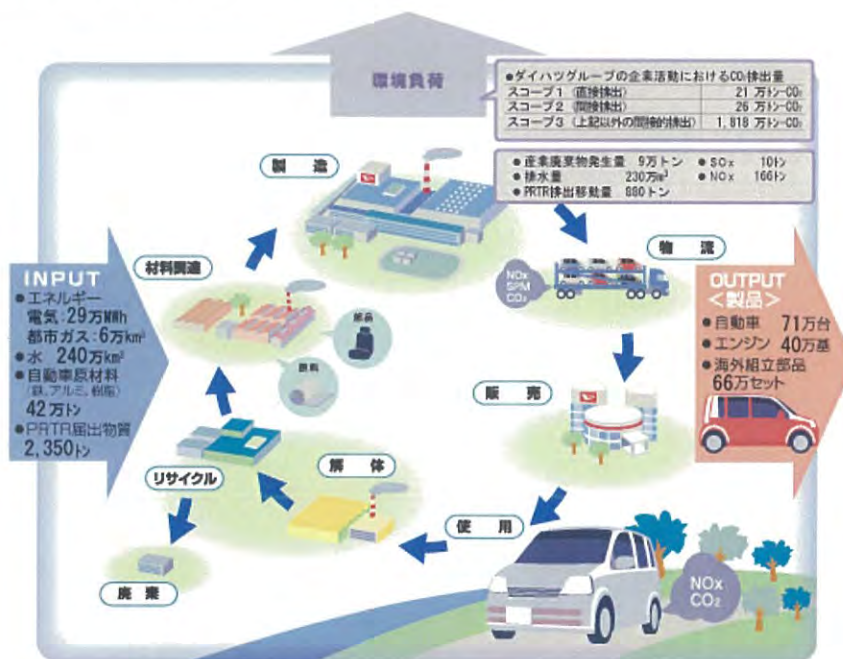 環境負荷
●ダイハツグループの企業活動におけるCO₂排出量
スコープ1 (直接排出) 21 万トン-CO₂
スコープ2 (間接排出) 26 万トン-CO₂
スコープ3 (上記以外の間接的排出) 1,818 万トン-CO₂
●産業廃棄物発生量 9万トン ●SOx 10トン
●排水量 230万m³ ●NOx 166トン
●PRTR排出移動量 880トン
製造
物流
NOx
SPM
CO₂
材料調達
部品
原料
INPUT
●エネルギー
電気:29万MWh
都市ガス:6万km³
●水 240万km³
●自動車原材料
(鉄、アルミ、樹脂)
42万トン
●PRTR届出物質
2,350トン
OUTPUT
<製品>
●自動車 71万台
●エンジン 40万基
●海外組立部品
66万セット
販売
解体
リサイクル
使用
廃棄
NOx
CO₂